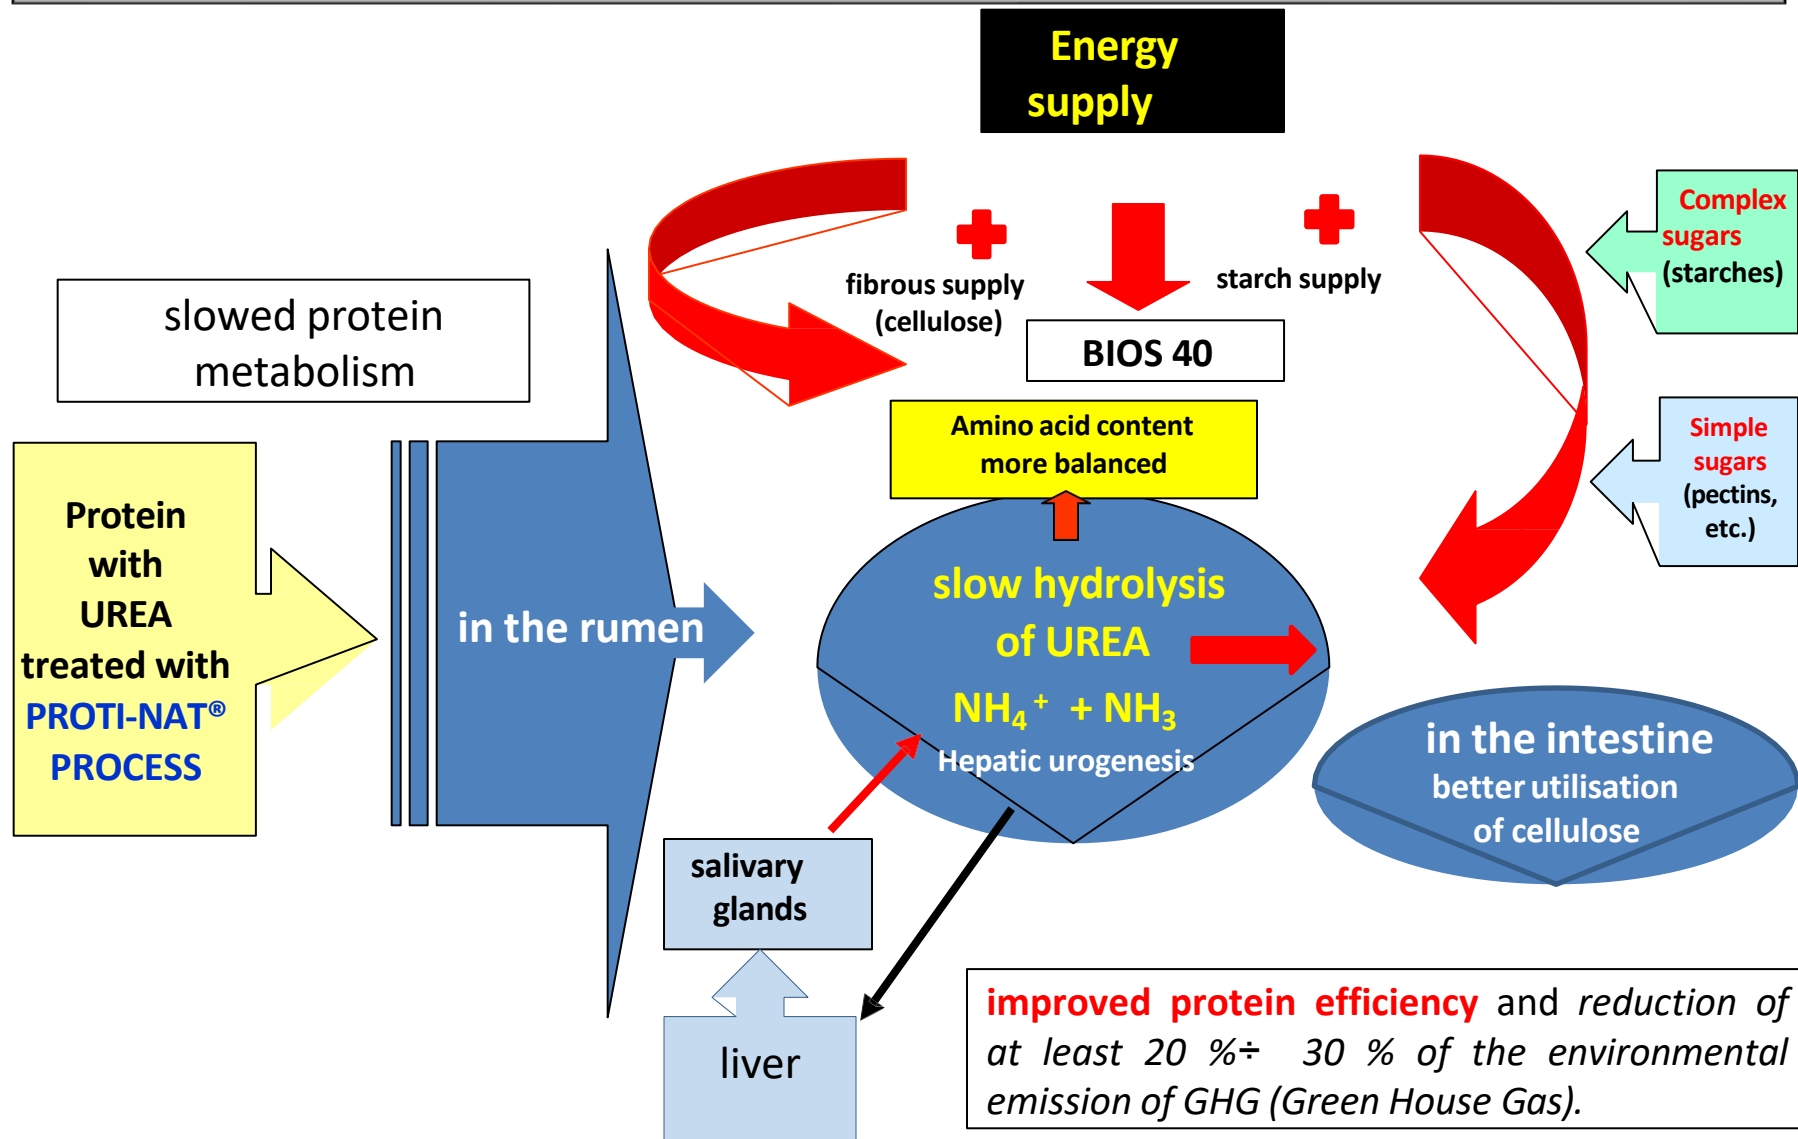 Energy
supply
Complex
sugars
(starches)
fibrous supply
(cellulose)
starch supply
slowed protein
metabolism
BIOS 40
Amino acid content
more balanced
Simple
sugars
(pectins,
etc.)
Protein
with
UREA
treated with
PROTI-NAT®
PROCESS
in the rumen
slow hydrolysis
of UREA
NH₄⁺ + NH₃
Hepatic urogenesis
in the intestine
better utilisation
of cellulose
salivary
glands
liver
improved protein efficiency and reduction of
at least 20 %÷ 30 % of the environmental
emission of GHG (Green House Gas).